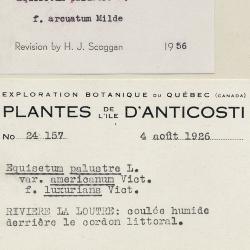 f. arcuatum Milde
Revision by H. J. Scoggan 1956
EXPLORATION BOTANIQUE DU QUÉBEC (CANADA)
PLANTES DE L'ILE D'ANTICOSTI
No 24 157 4 août 1926
Equisetum palustre L.
var. americanum Vict.
f. luxurians Vict.
RIVIERE LA LOUTRE: coulée humide
derrière le cordon littoral.